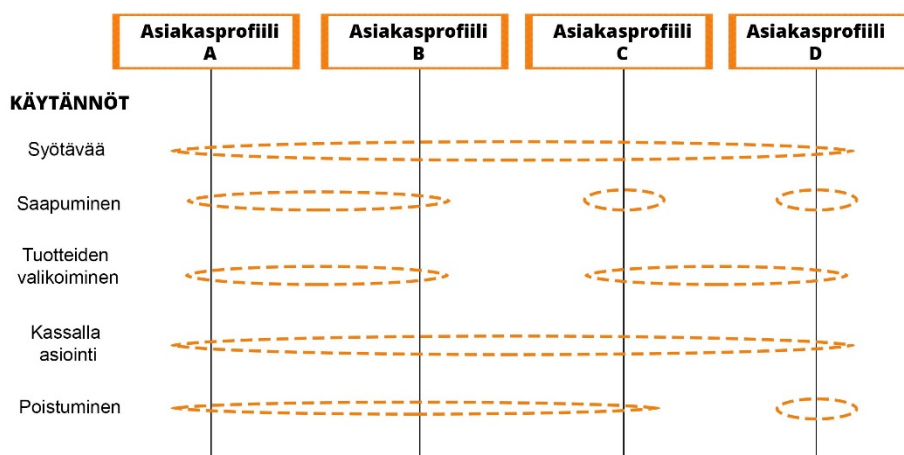 Asiakasprofiili
A
Asiakasprofiili
B
Asiakasprofiili
C
Asiakasprofiili
D
KÄYTÄNNÖT
Syötävää
Saapuminen
Tuotteiden
valikoiminen
Kassalla
asiointi
Poistuminen